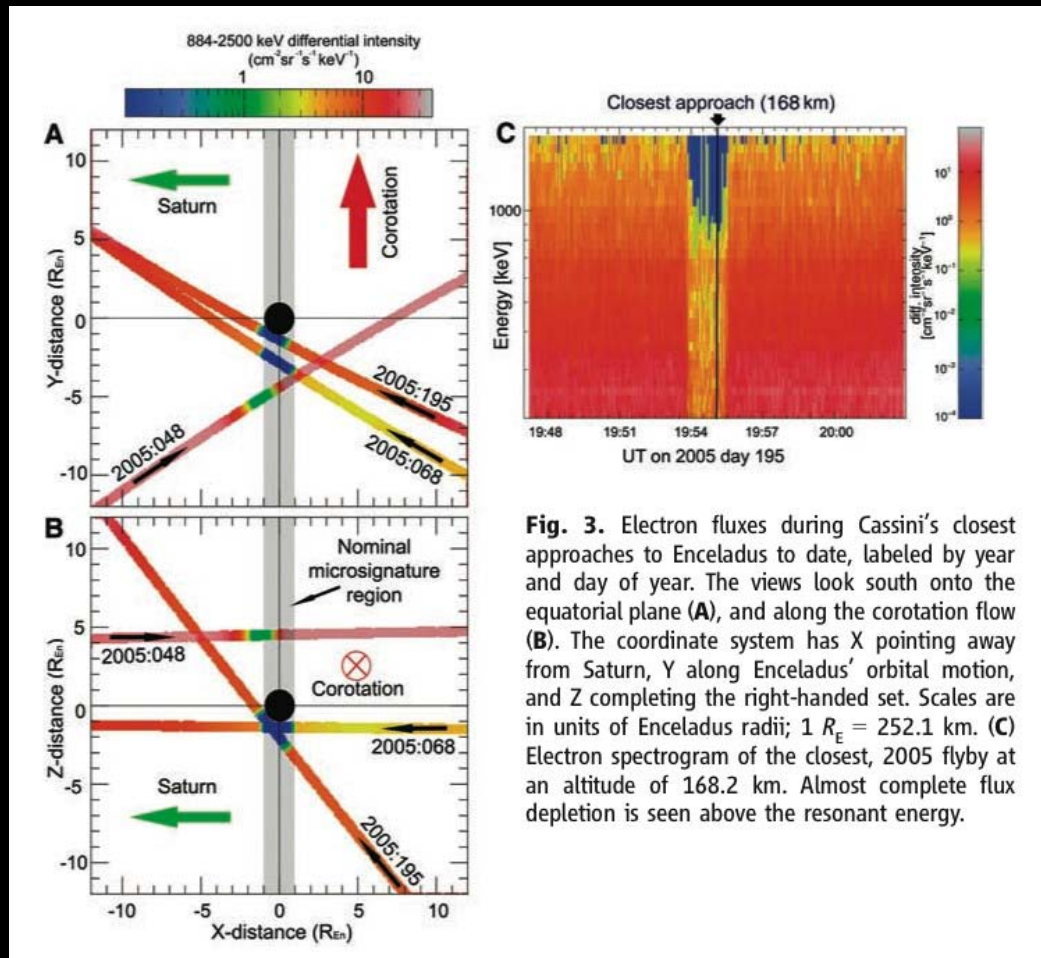 884-2500 keV differential intensity
(cm⁻²sr⁻¹s⁻¹keV⁻¹)
1 10
A
10
5
0
-5
-10
Y-distance (R_En)
Saturn
Corotation
2005:195
2005:068
2005:048
B
10
5
0
-5
-10
Z-distance (R_En)
Nominal
microsignature
region
2005:048
Corotation
2005:068
Saturn
2005:195
-10 -5 0 5 10
X-distance (R_En)
Closest approach (168 km)
C
1000
Energy [keV]
19:48 19:51 19:54 19:57 20:00
UT on 2005 day 195
10¹
10⁰
10⁻¹
10⁻²
10⁻³
10⁻⁴
diff. intensity
[cm⁻²sr⁻¹s⁻¹keV⁻¹]
Fig. 3. Electron fluxes during Cassini's closest
approaches to Enceladus to date, labeled by year
and day of year. The views look south onto the
equatorial plane (A), and along the corotation flow
(B). The coordinate system has X pointing away
from Saturn, Y along Enceladus' orbital motion,
and Z completing the right-handed set. Scales are
in units of Enceladus radii; 1 R_E = 252.1 km. (C)
Electron spectrogram of the closest, 2005 flyby at
an altitude of 168.2 km. Almost complete flux
depletion is seen above the resonant energy.